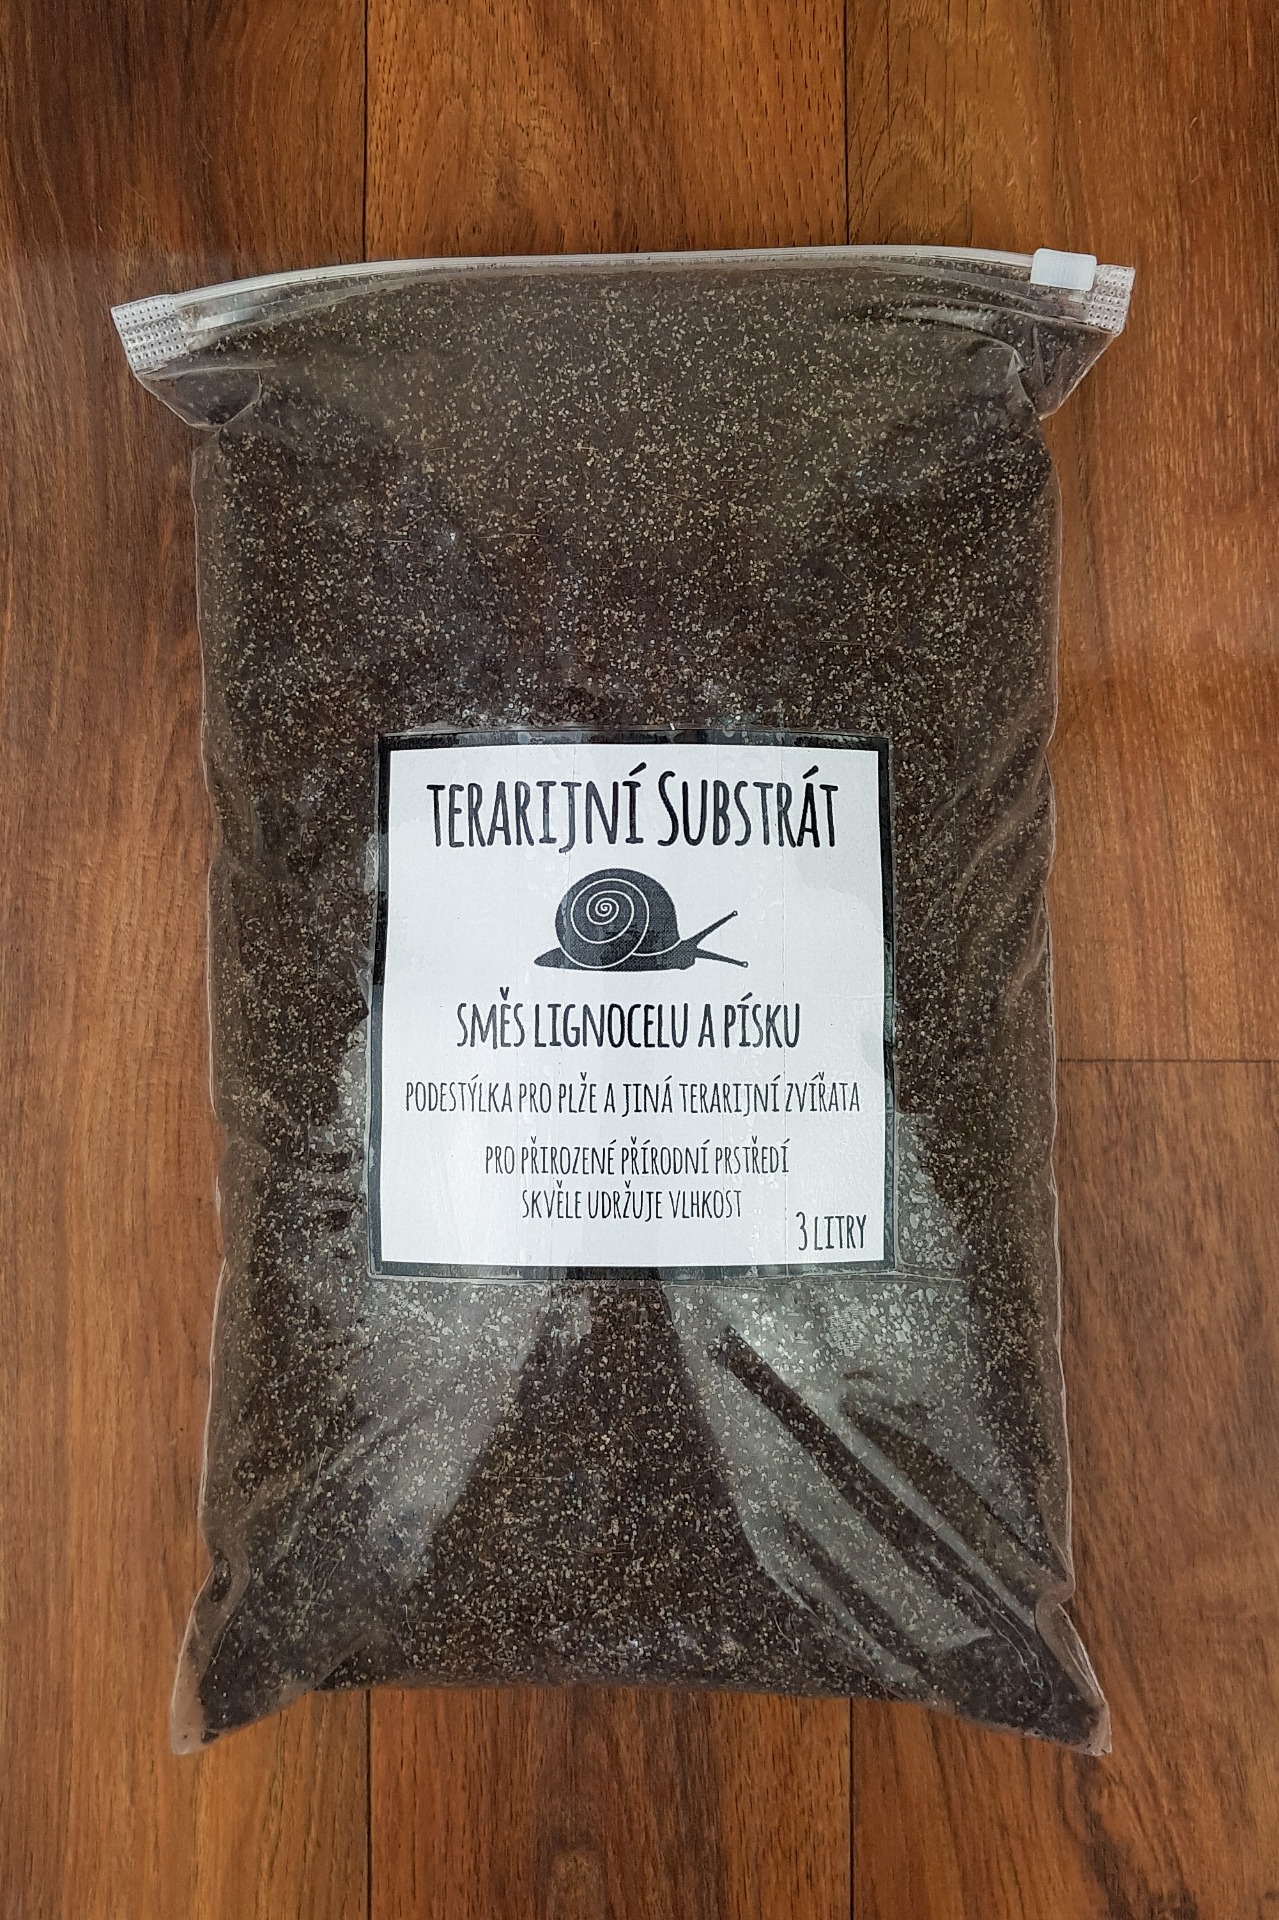 TERARIJNÍ SUBSTRÁT
SMĚS LIGNOCELU A PÍSKU
PODESTÝLKA PRO PLŽE A JINÁ TERARIJNÍ ZVÍŘATA
PRO PŘIROZENÉ PŘÍRODNÍ PRSTŘEDÍ
SKVĚLE UDRŽUJE VLHKOST
3 LITRY